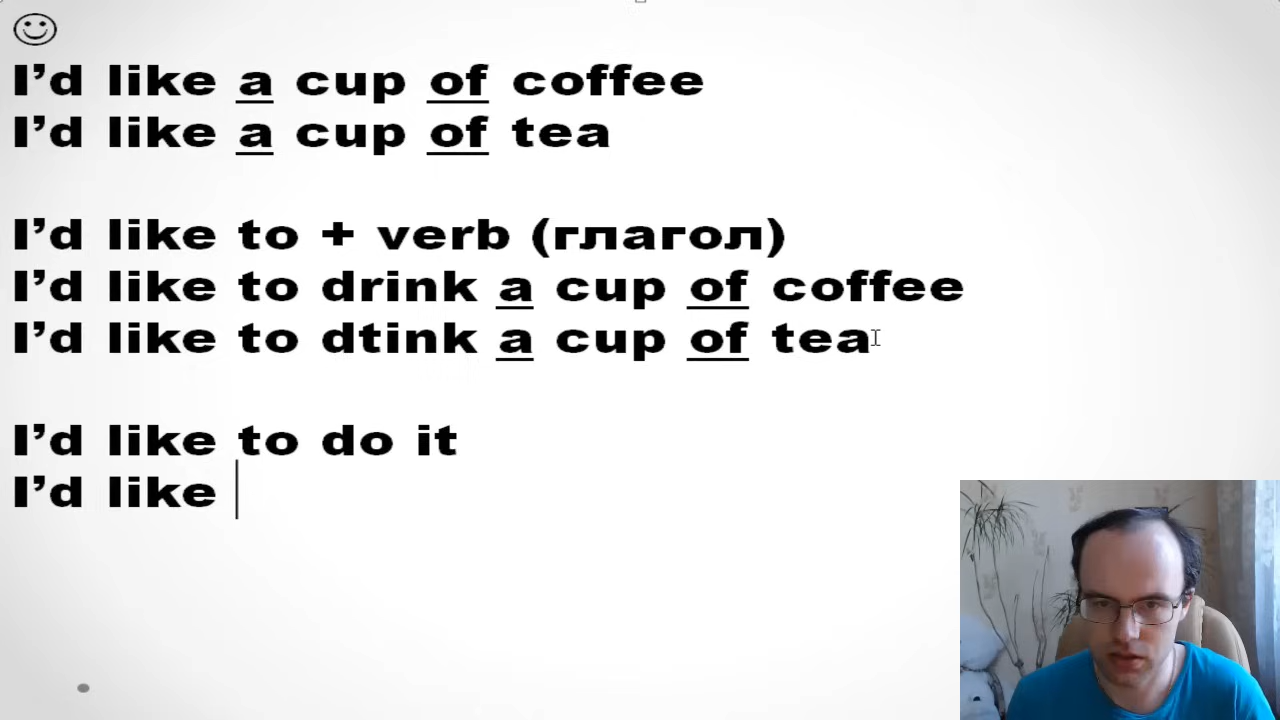 I’d like a cup of coffee
I’d like a cup of tea
I’d like to + verb (глагол)
I’d like to drink a cup of coffee
I’d like to dtink a cup of tea
I’d like to do it
I’d like